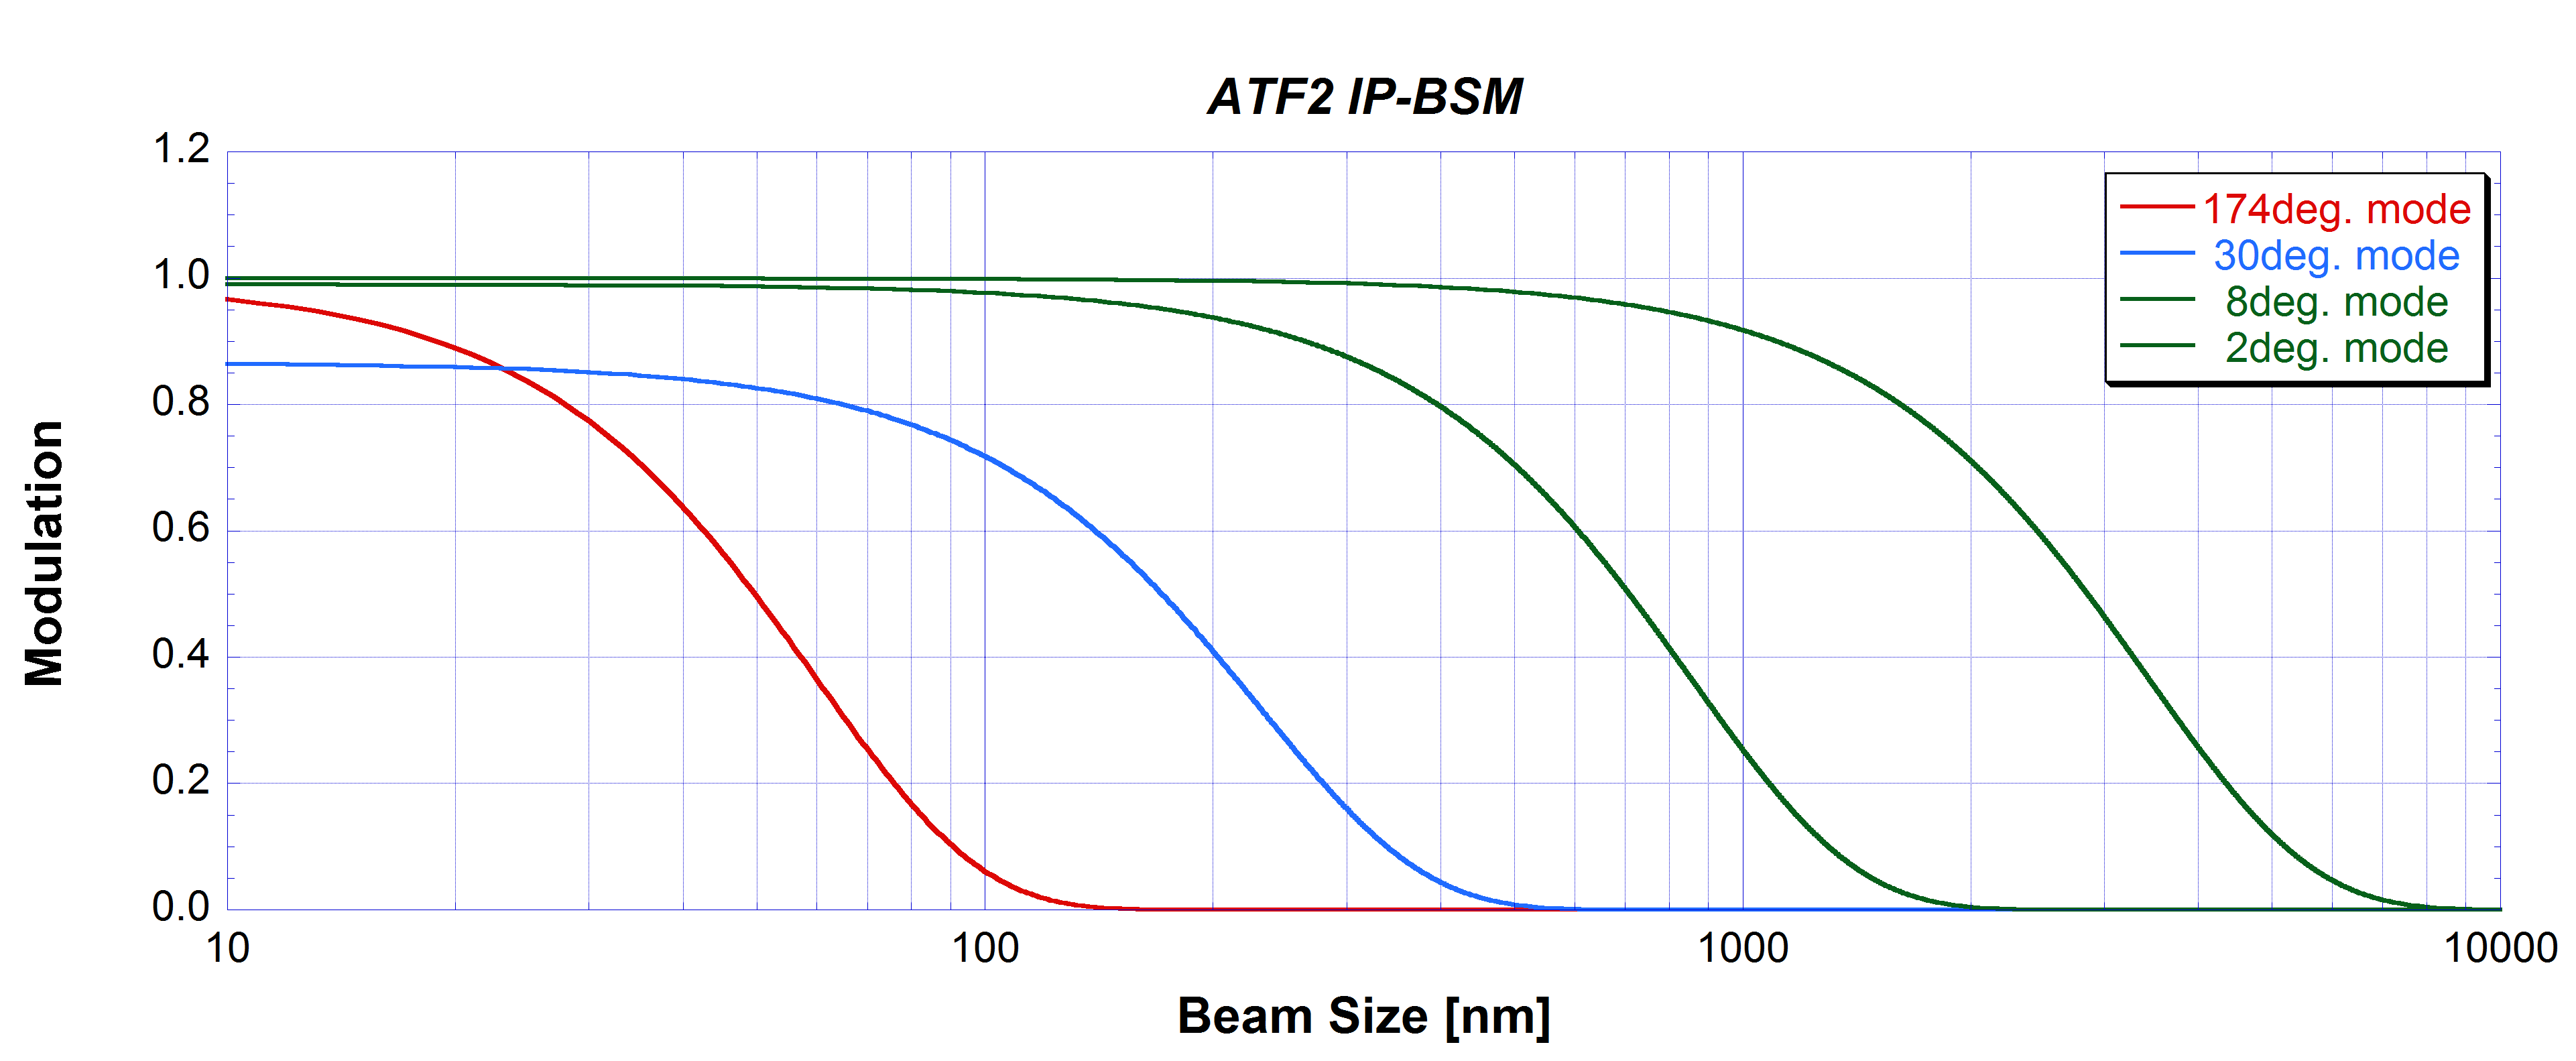 ATF2 IP-BSM
1.2
1.0
0.8
0.6
0.4
0.2
0.0
Modulation
174deg. mode
30deg. mode
8deg. mode
2deg. mode
10 100 1000 10000
Beam Size [nm]